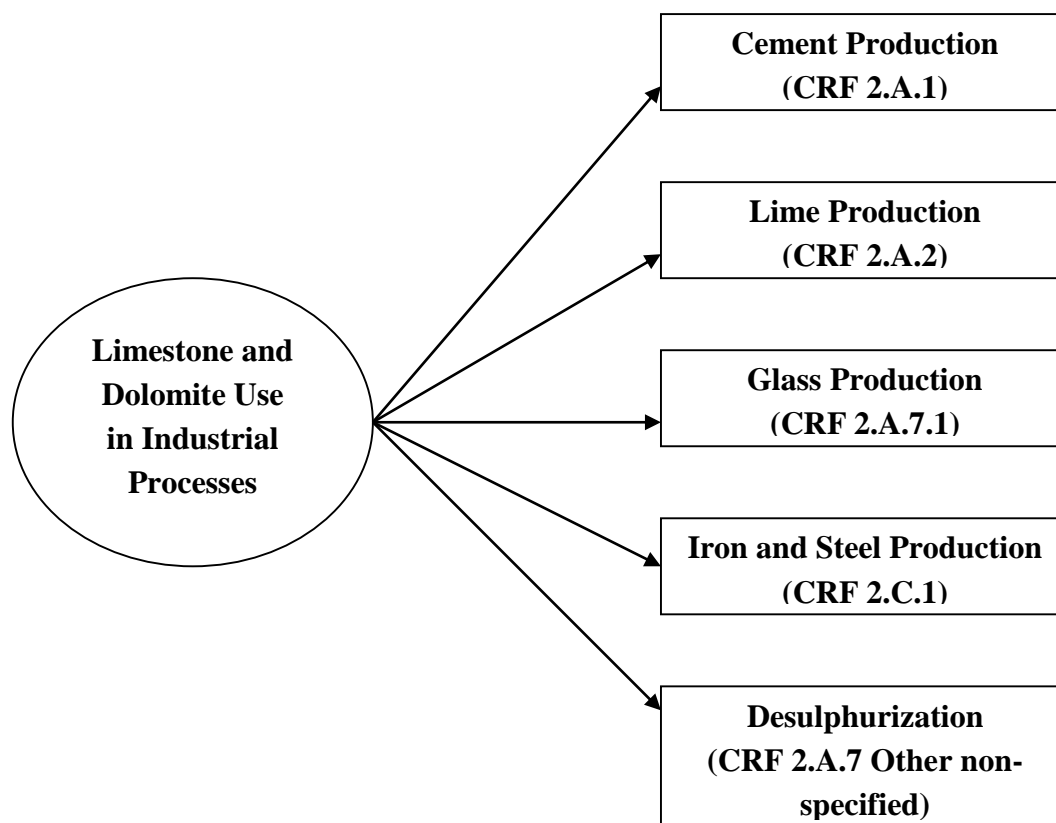 Cement Production
(CRF 2.A.1)
Lime Production
(CRF 2.A.2)
Limestone and
Dolomite Use
in Industrial
Processes
Glass Production
(CRF 2.A.7.1)
Iron and Steel Production
(CRF 2.C.1)
Desulphurization
(CRF 2.A.7 Other non-
specified)